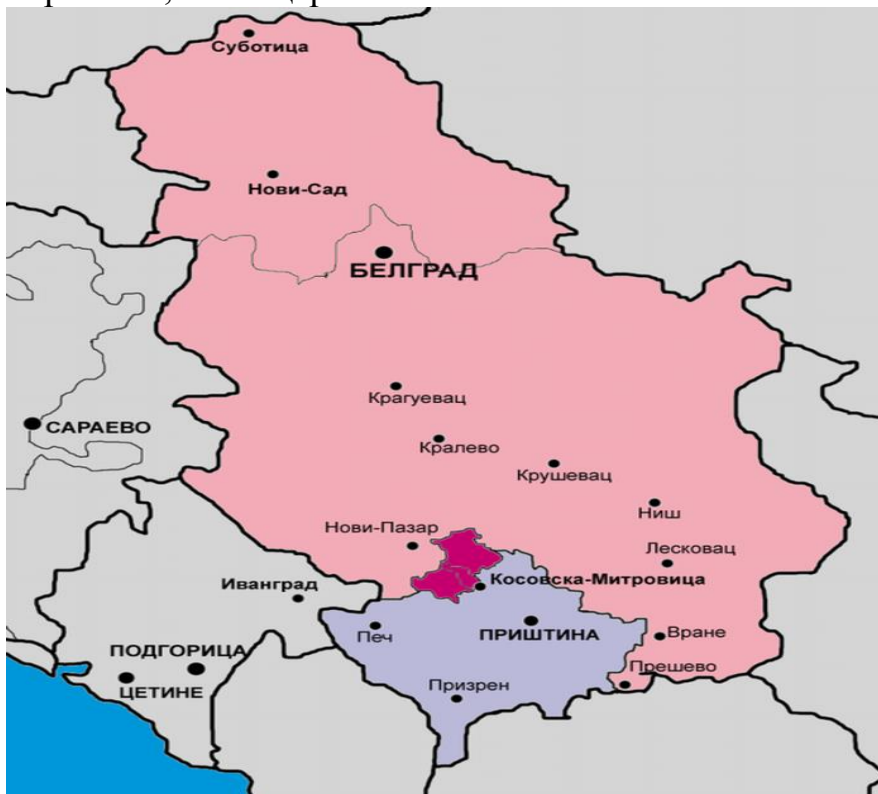 Суботица
Нови-Сад
БЕЛГРАД
Крагуевац
САРАЕВО
Кралево
Крушевац
Ниш
Нови-Пазар
Лесковац
Косовска-Митровица
Иванград
Печ
ПРИШТИНА
Вране
ПОДГОРИЦА
Прешево
ЦЕТИНЕ
Призрен